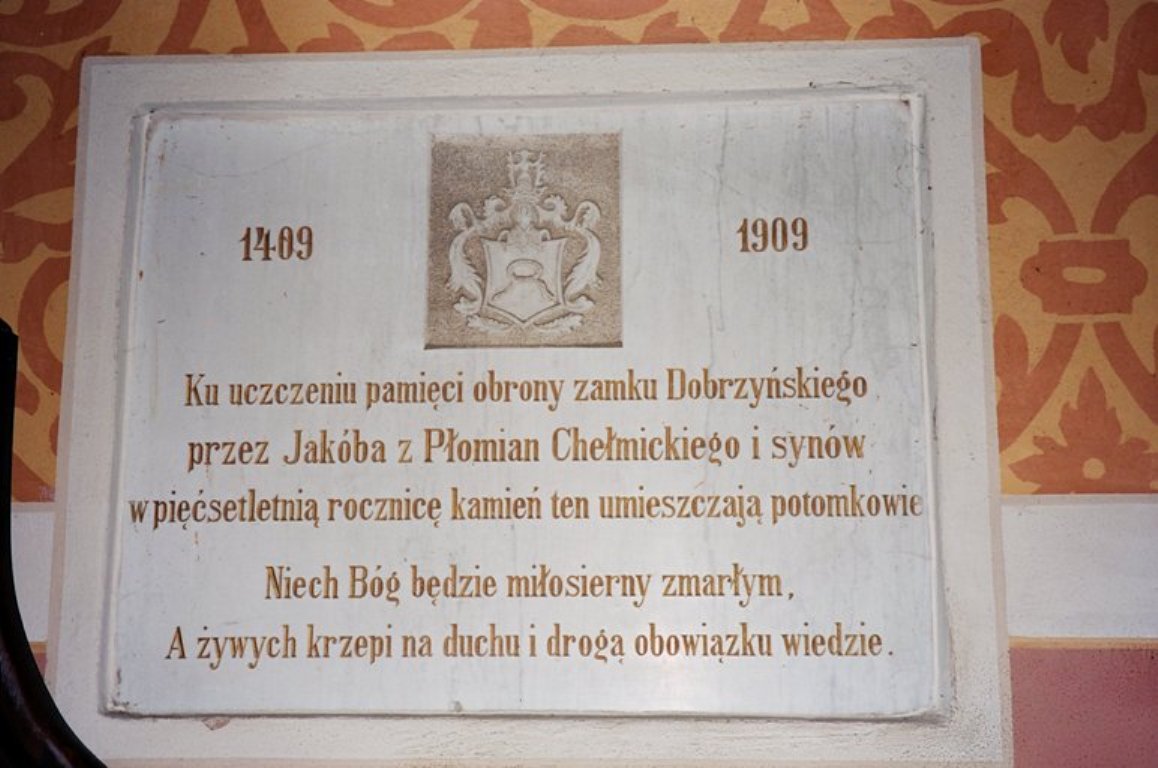 1409
1909
Ku uczczeniu pamięci obrony zamku Dobrzyńskiego
przez Jakóba z Płomian Chełmickiego i synów
w pięćsetletnią rocznicę kamień ten umieszczają potomkowie
Niech Bóg będzie miłosierny zmarłym,
A żywych krzepi na duchu i drogą obowiązku wiedzie.